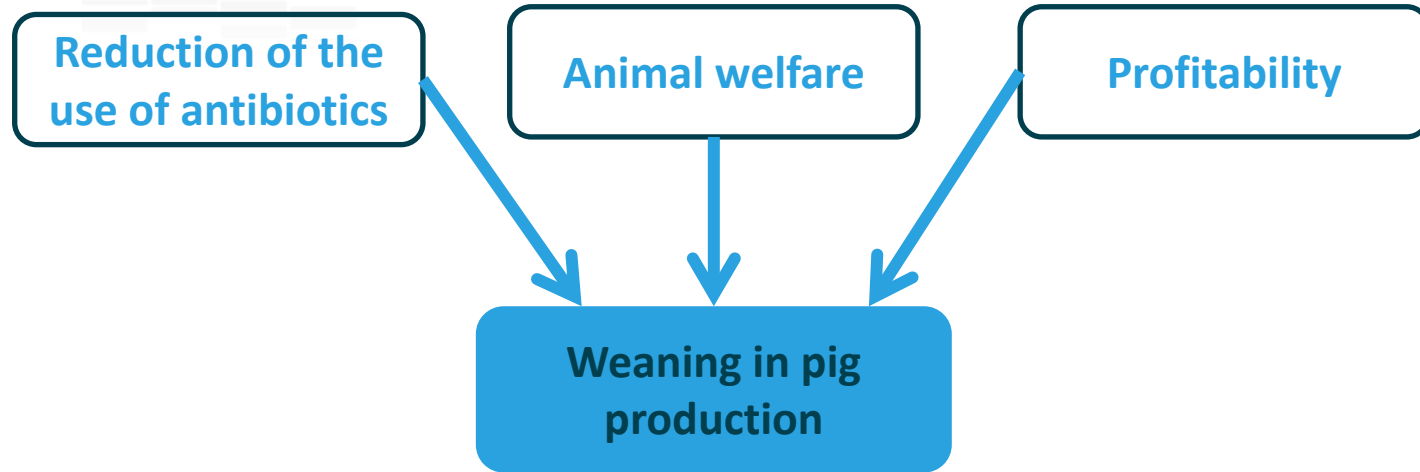 Reduction of the
use of antibiotics
Animal welfare
Profitability
Weaning in pig
production